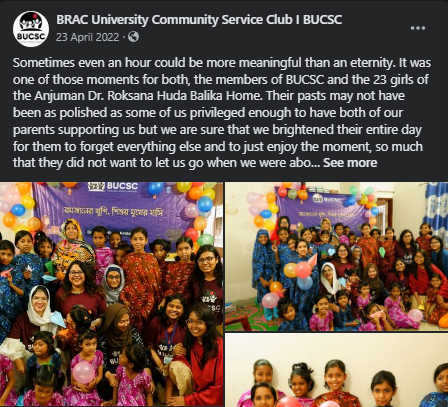 BRAC University Community Service Club I BUCSC
23 April 2022 ·
Sometimes even an hour could be more meaningful than an eternity. It was
one of those moments for both, the members of BUCSC and the 23 girls of
the Anjuman Dr. Roksana Huda Balika Home. Their pasts may not have
been as polished as some of us privileged enough to have both of our
parents supporting us but we are sure that we brightened their entire day
for them to forget everything else and to just enjoy the moment, so much
that they did not want to let us go when we were abo... See more
BUCSC
BUCSC
রমজানের খুশি, শিশুর মুখের হাসি
BUCSC
রমজানের খুশি, শিশুর মুখের হাসি